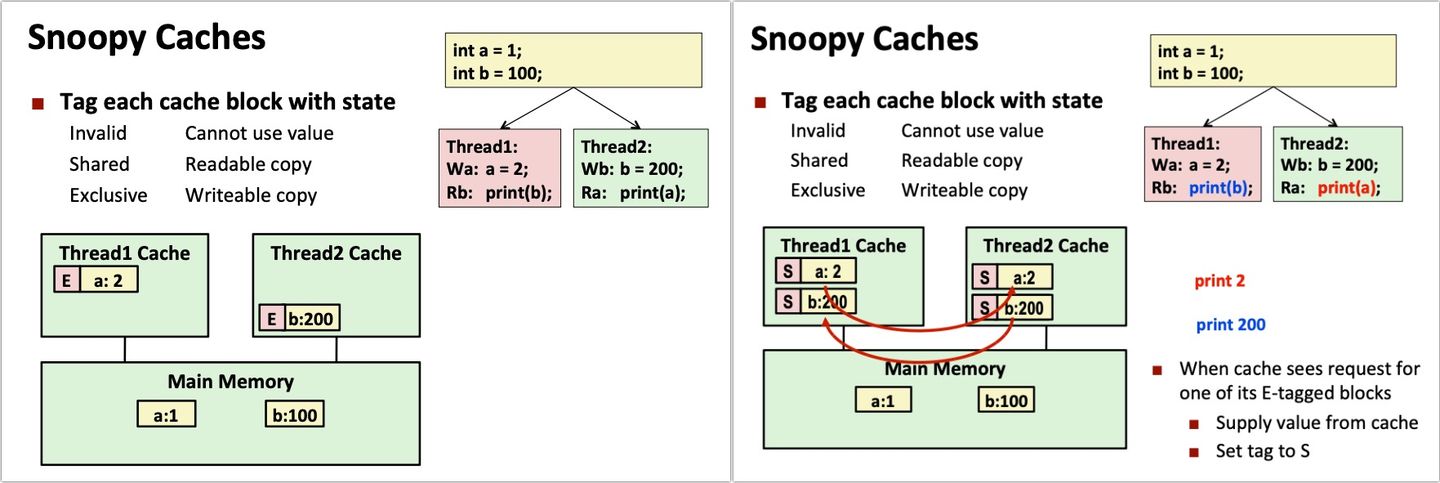 Snoopy Caches
int a = 1;
int b = 100;
■ Tag each cache block with state
Invalid Cannot use value
Shared Readable copy
Exclusive Writeable copy
Thread1:
Wa: a = 2;
Rb: print(b);
Thread2:
Wb: b = 200;
Ra: print(a);
Thread1 Cache
E a: 2
Thread2 Cache
E b:200
Main Memory
a:1 b:100
Snoopy Caches
int a = 1;
int b = 100;
■ Tag each cache block with state
Invalid Cannot use value
Shared Readable copy
Exclusive Writeable copy
Thread1:
Wa: a = 2;
Rb: print(b);
Thread2:
Wb: b = 200;
Ra: print(a);
Thread1 Cache
S a: 2
S b:200
Thread2 Cache
S a:2
S b:200
Main Memory
a:1 b:100
print 2
print 200
■ When cache sees request for
one of its E-tagged blocks
■ Supply value from cache
■ Set tag to S